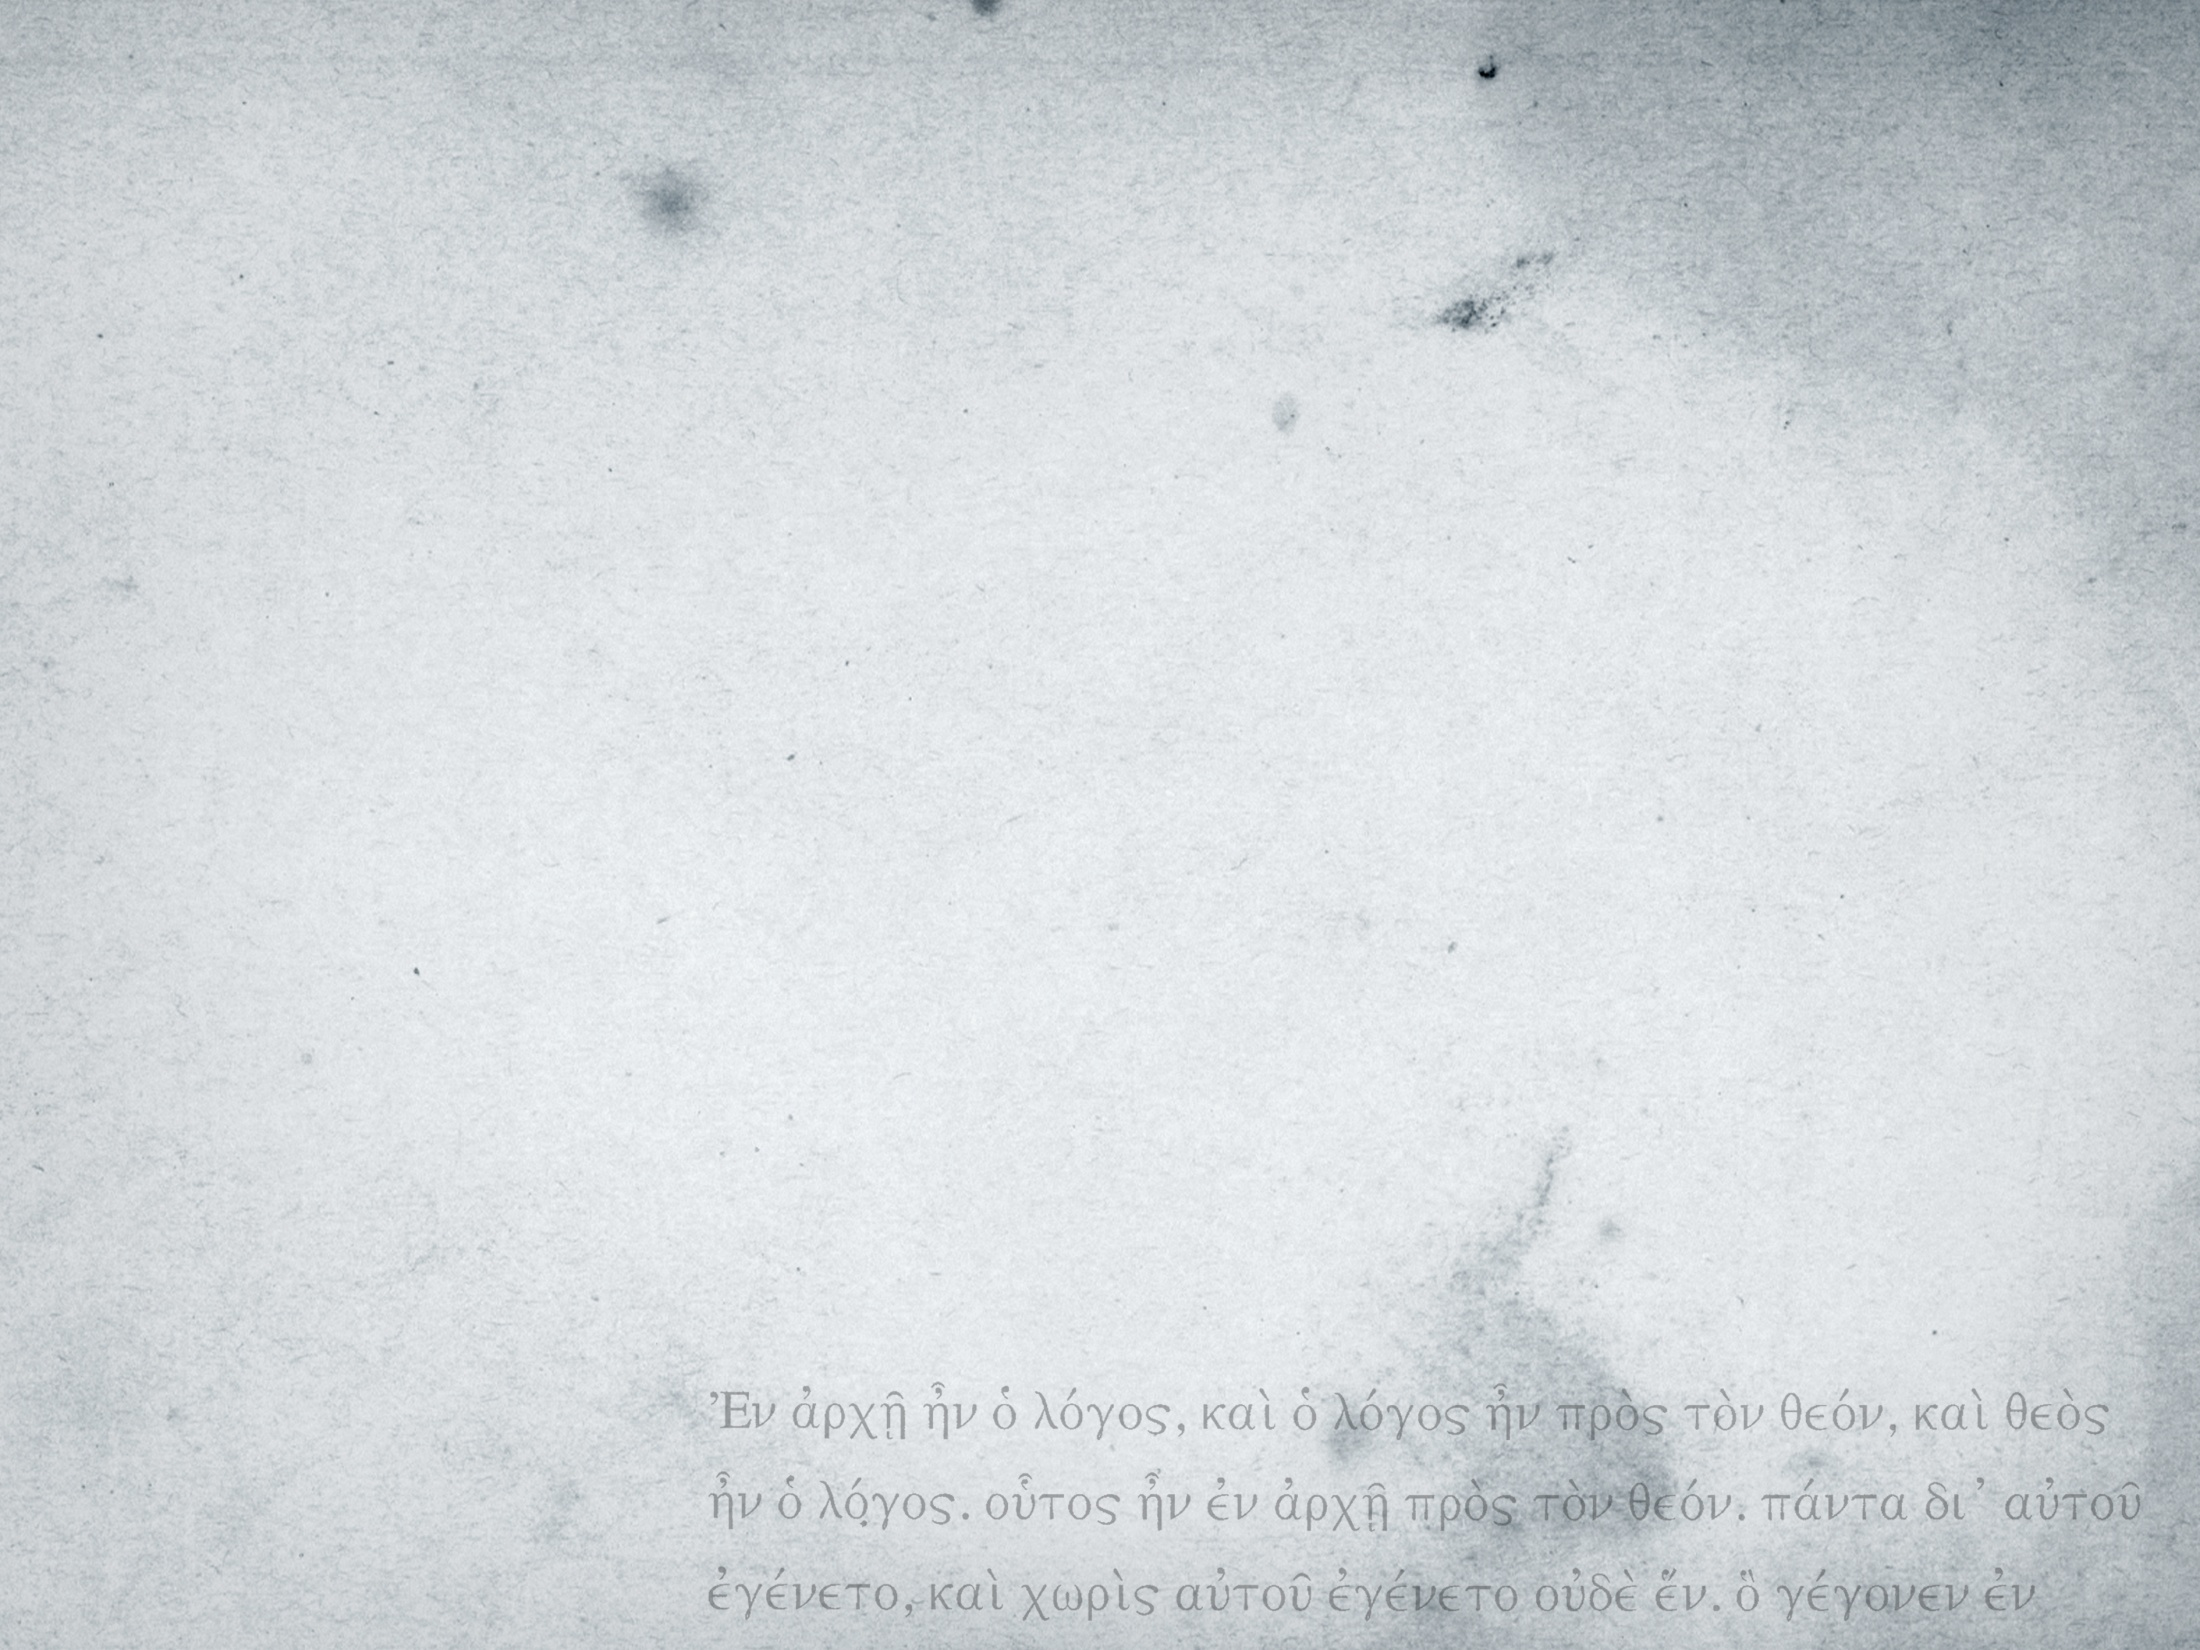 Ἐν ἀρχῇ ἦν ὁ λόγος, καὶ ὁ λόγος ἦν πρὸς τὸν θεόν, καὶ θεὸς
ἦν ὁ λόγος. οὗτος ἦν ἐν ἀρχῇ πρὸς τὸν θεόν. πάντα δι’ αὐτοῦ
ἐγένετο, καὶ χωρὶς αὐτοῦ ἐγένετο οὐδὲ ἕν. ὃ γέγονεν ἐν